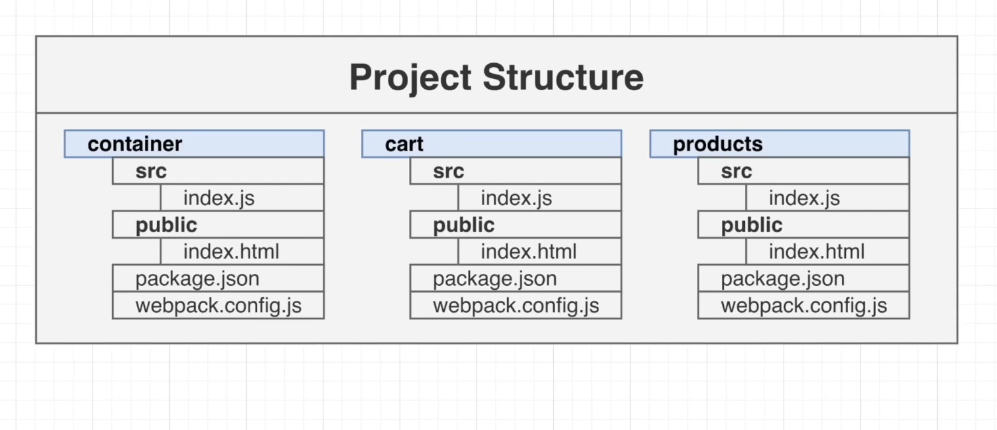 Project Structure
container
src
index.js
public
index.html
package.json
webpack.config.js
cart
src
index.js
public
index.html
package.json
webpack.config.js
products
src
index.js
public
index.html
package.json
webpack.config.js